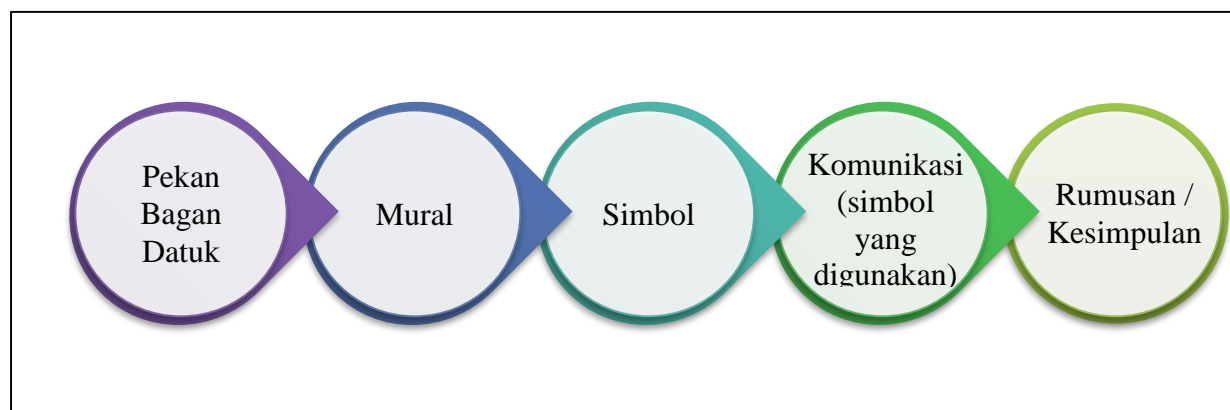 Pekan
Bagan
Datuk
Mural
Simbol
Komunikasi
(simbol
yang
digunakan)
Rumusan /
Kesimpulan